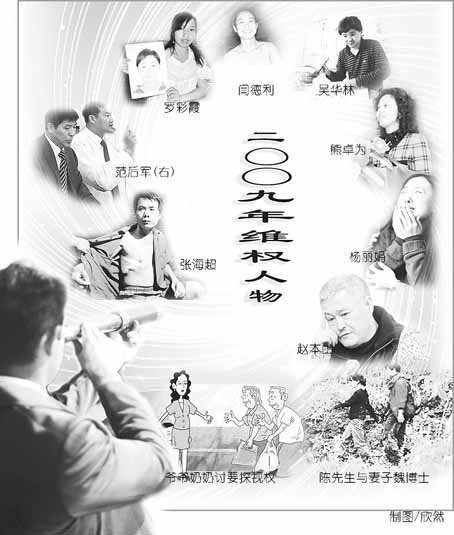 罗彩霞
闫德利
吴华林
熊卓为
范后军(右)
张海超
杨丽娟
赵本山
二〇〇九年维权人物
爷爷奶奶讨要探视权
陈先生与妻子魏博士
制图/欣然